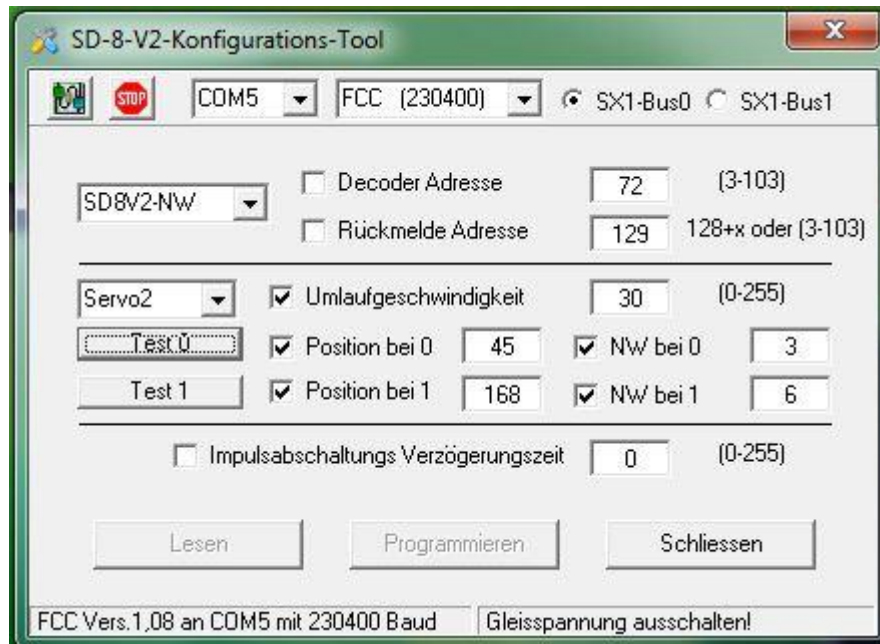 SD-8-V2-Konfigurations-Tool
STOP COM5 FCC (230400) SX1-Bus0 SX1-Bus1
SD8V2-NW
Decoder Adresse 72 (3-103)
Rückmelde Adresse 129 128+x oder (3-103)
Servo2 Umlaufgeschwindigkeit 30 (0-255)
Test 0 Position bei 0 45 NW bei 0 3
Test 1 Position bei 1 168 NW bei 1 6
Impulsabschaltungs Verzögerungszeit 0 (0-255)
Lesen Programmieren Schliessen
FCC Vers.1,08 an COM5 mit 230400 Baud Gleisspannung ausschalten!